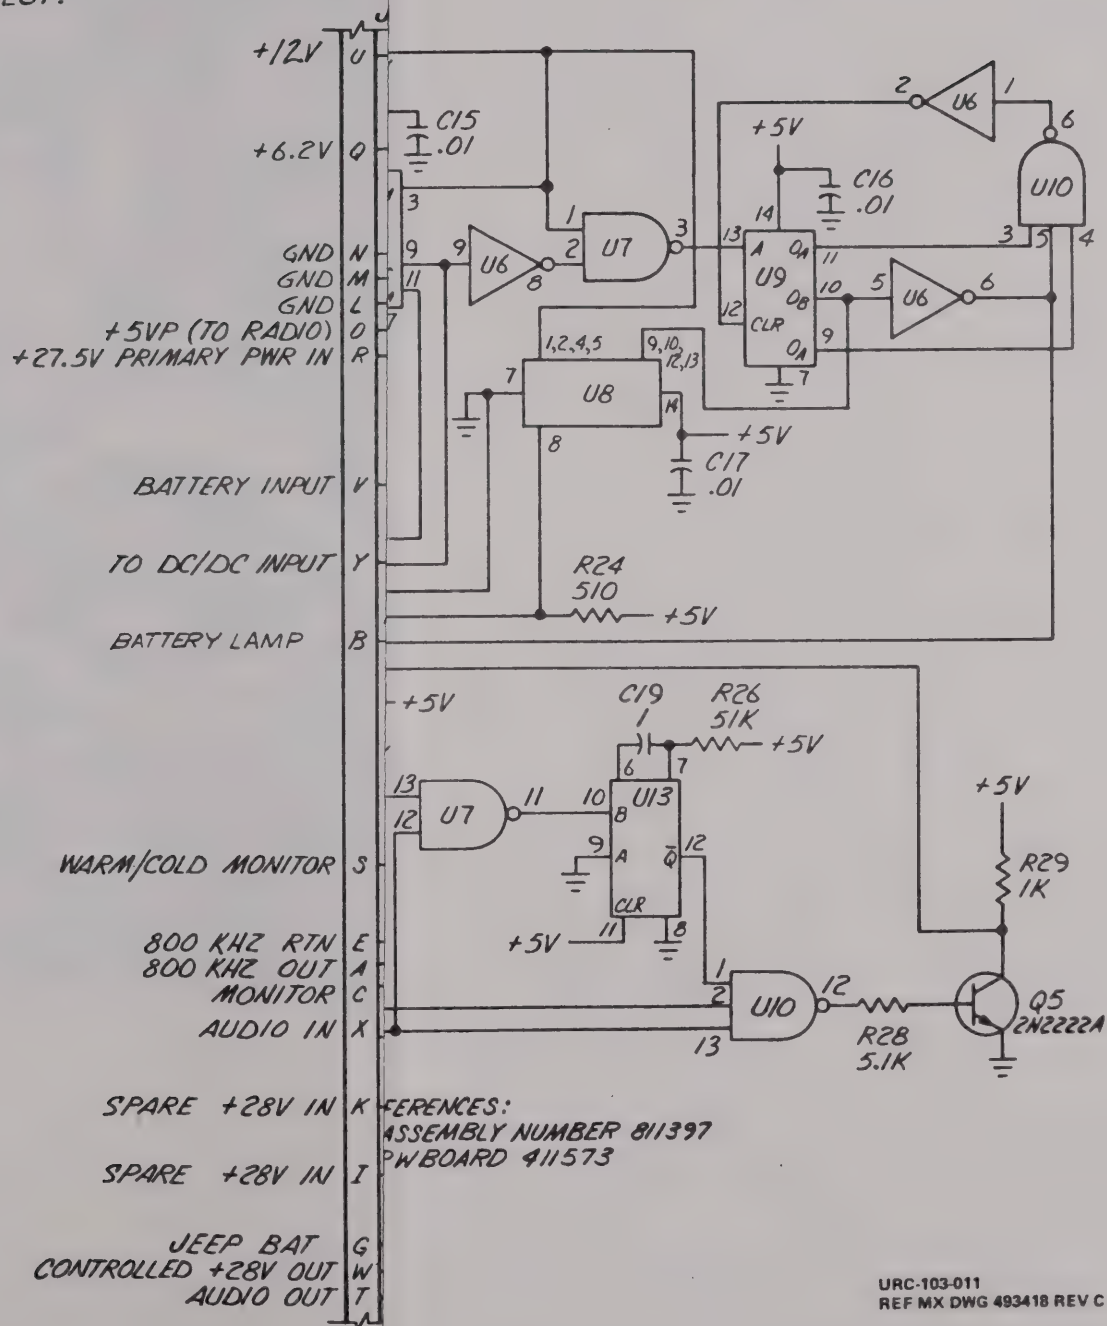 +12V U
C15
.01
+6.2V Q
+5V
C16
.01
2 U6 1
6
U10
3 5 4
14
3
1
2 U7 3
13 A OA 11
U9
GND N
9 9 U6 8
10 OB
5 U6 6
GND M
11
12 CLR
GND L
9 OA
7
+5VP (TO RADIO) O
+27.5V PRIMARY PWR IN R
1,2,4,5
9,10,
12,13
7 U8 14
8
+5V
C17
.01
BATTERY INPUT V
TO DC/DC INPUT Y
R24
510
+5V
BATTERY LAMP B
+5V
C19
1
R26
51K
+5V
6 7
+5V
13
12 U7 11
10 B U13
9 A Q̅ 12
CLR
11 8
+5V
R29
1K
WARM/COLD MONITOR S
800 KHZ RTN E
800 KHZ OUT A
MONITOR C
AUDIO IN X
1
2 U10 12
13
R28
5.1K
Q5
2N2222A
SPARE +28V IN K
FERENCES:
ASSEMBLY NUMBER 811397
PWBOARD 411573
SPARE +28V IN I
JEEP BAT G
CONTROLLED +28V OUT W
AUDIO OUT T
URC-103-011
REF MX DWG 493418 REV C